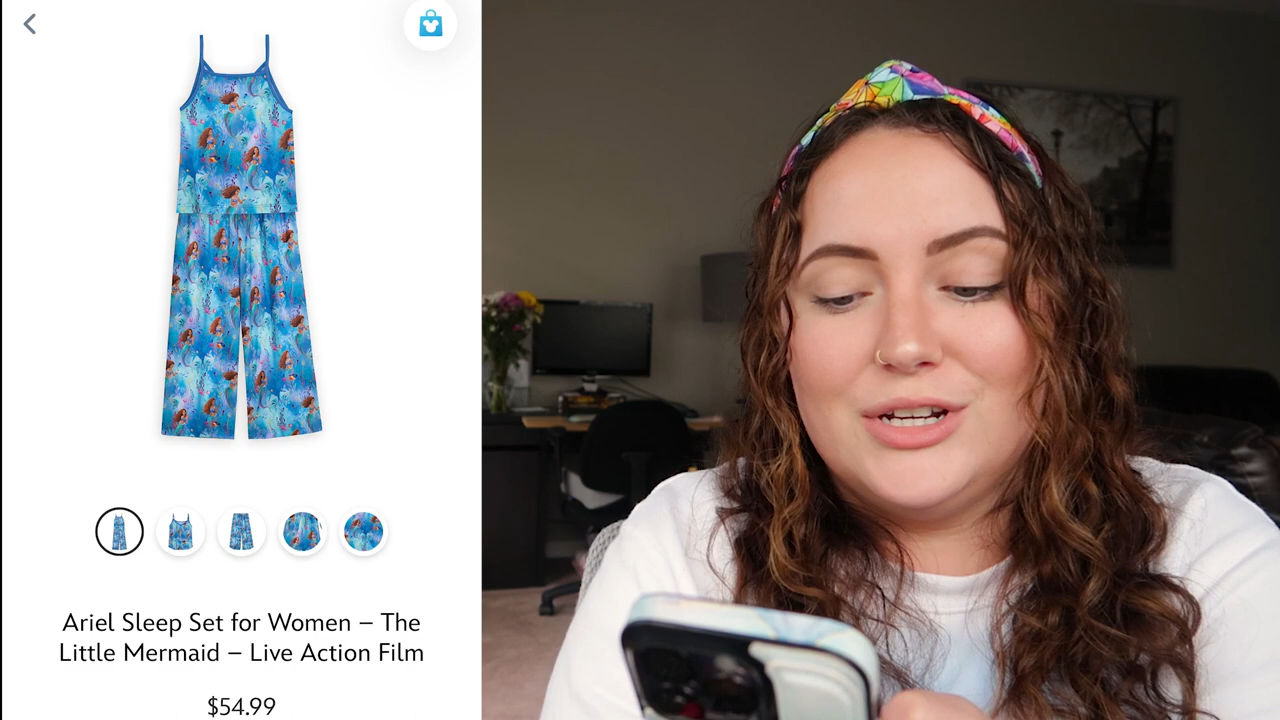 Ariel Sleep Set for Women – The
Little Mermaid – Live Action Film
$54.99